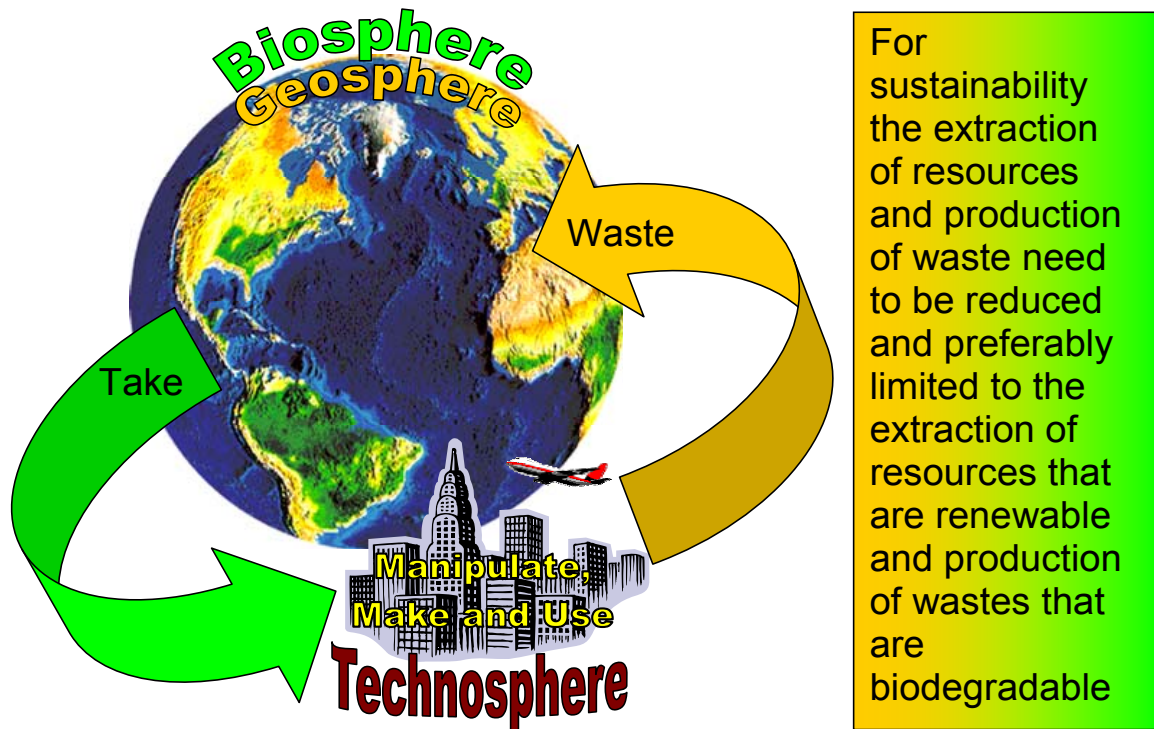 Biosphere
Geosphere
Waste
Take
Manipulate,
Make and Use
Technosphere
For
sustainability
the extraction
of resources
and production
of waste need
to be reduced
and preferably
limited to the
extraction of
resources that
are renewable
and production
of wastes that
are
biodegradable